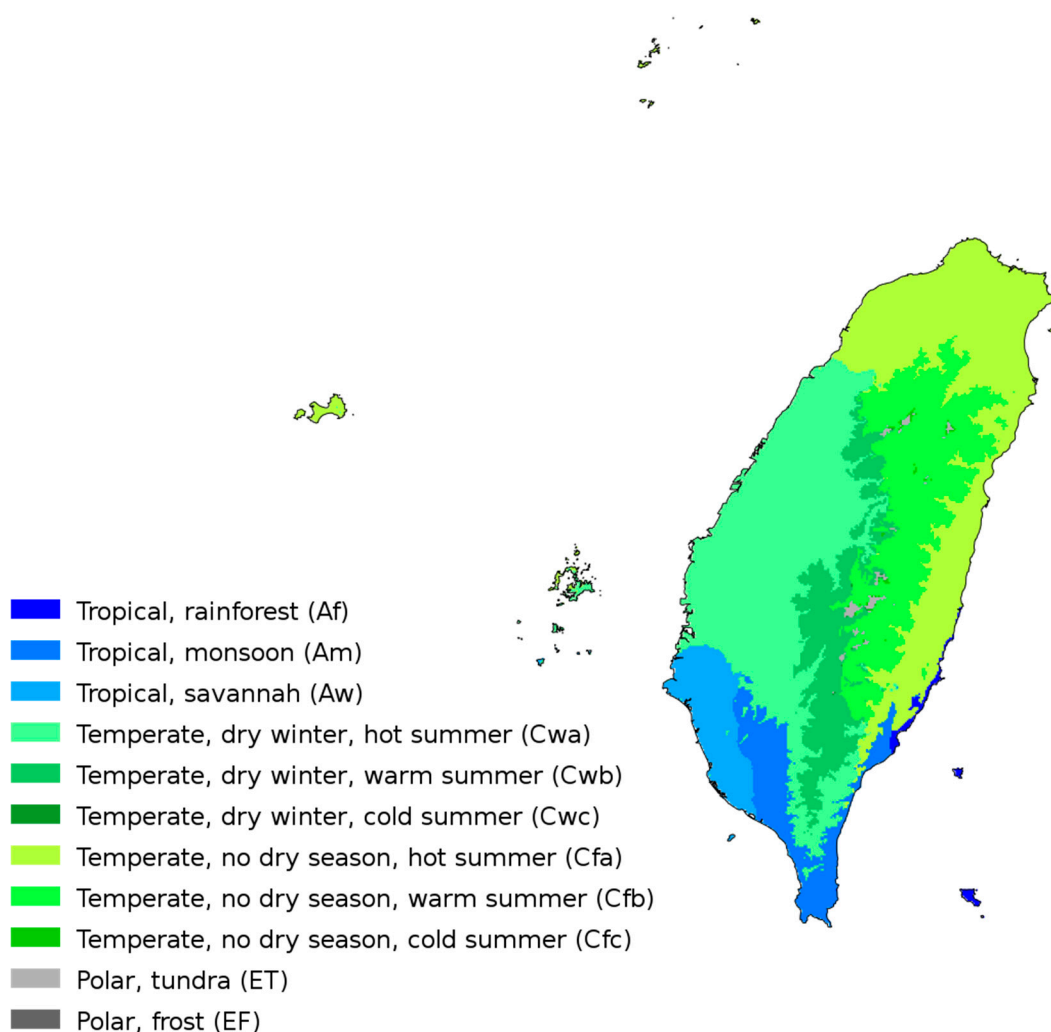 Tropical, rainforest (Af)
Tropical, monsoon (Am)
Tropical, savannah (Aw)
Temperate, dry winter, hot summer (Cwa)
Temperate, dry winter, warm summer (Cwb)
Temperate, dry winter, cold summer (Cwc)
Temperate, no dry season, hot summer (Cfa)
Temperate, no dry season, warm summer (Cfb)
Temperate, no dry season, cold summer (Cfc)
Polar, tundra (ET)
Polar, frost (EF)